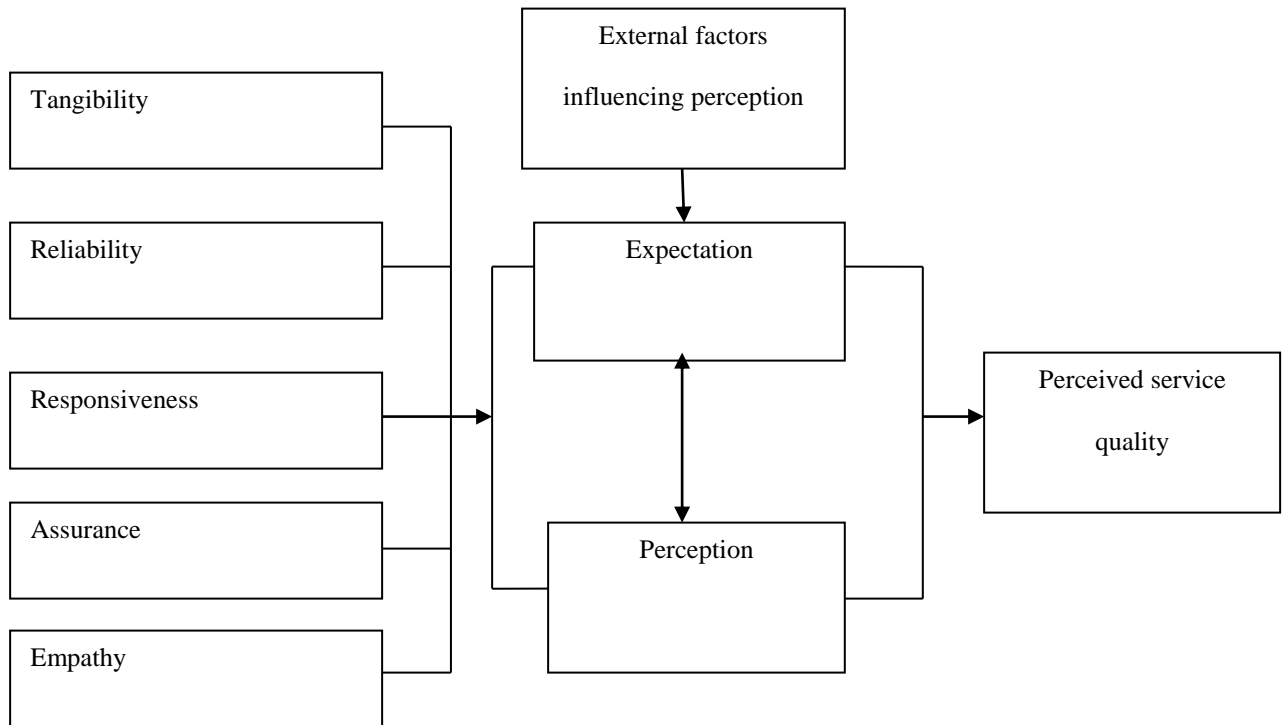 External factors
influencing perception
Tangibility
Reliability
Expectation
Responsiveness
Perceived service
quality
Assurance
Perception
Empathy